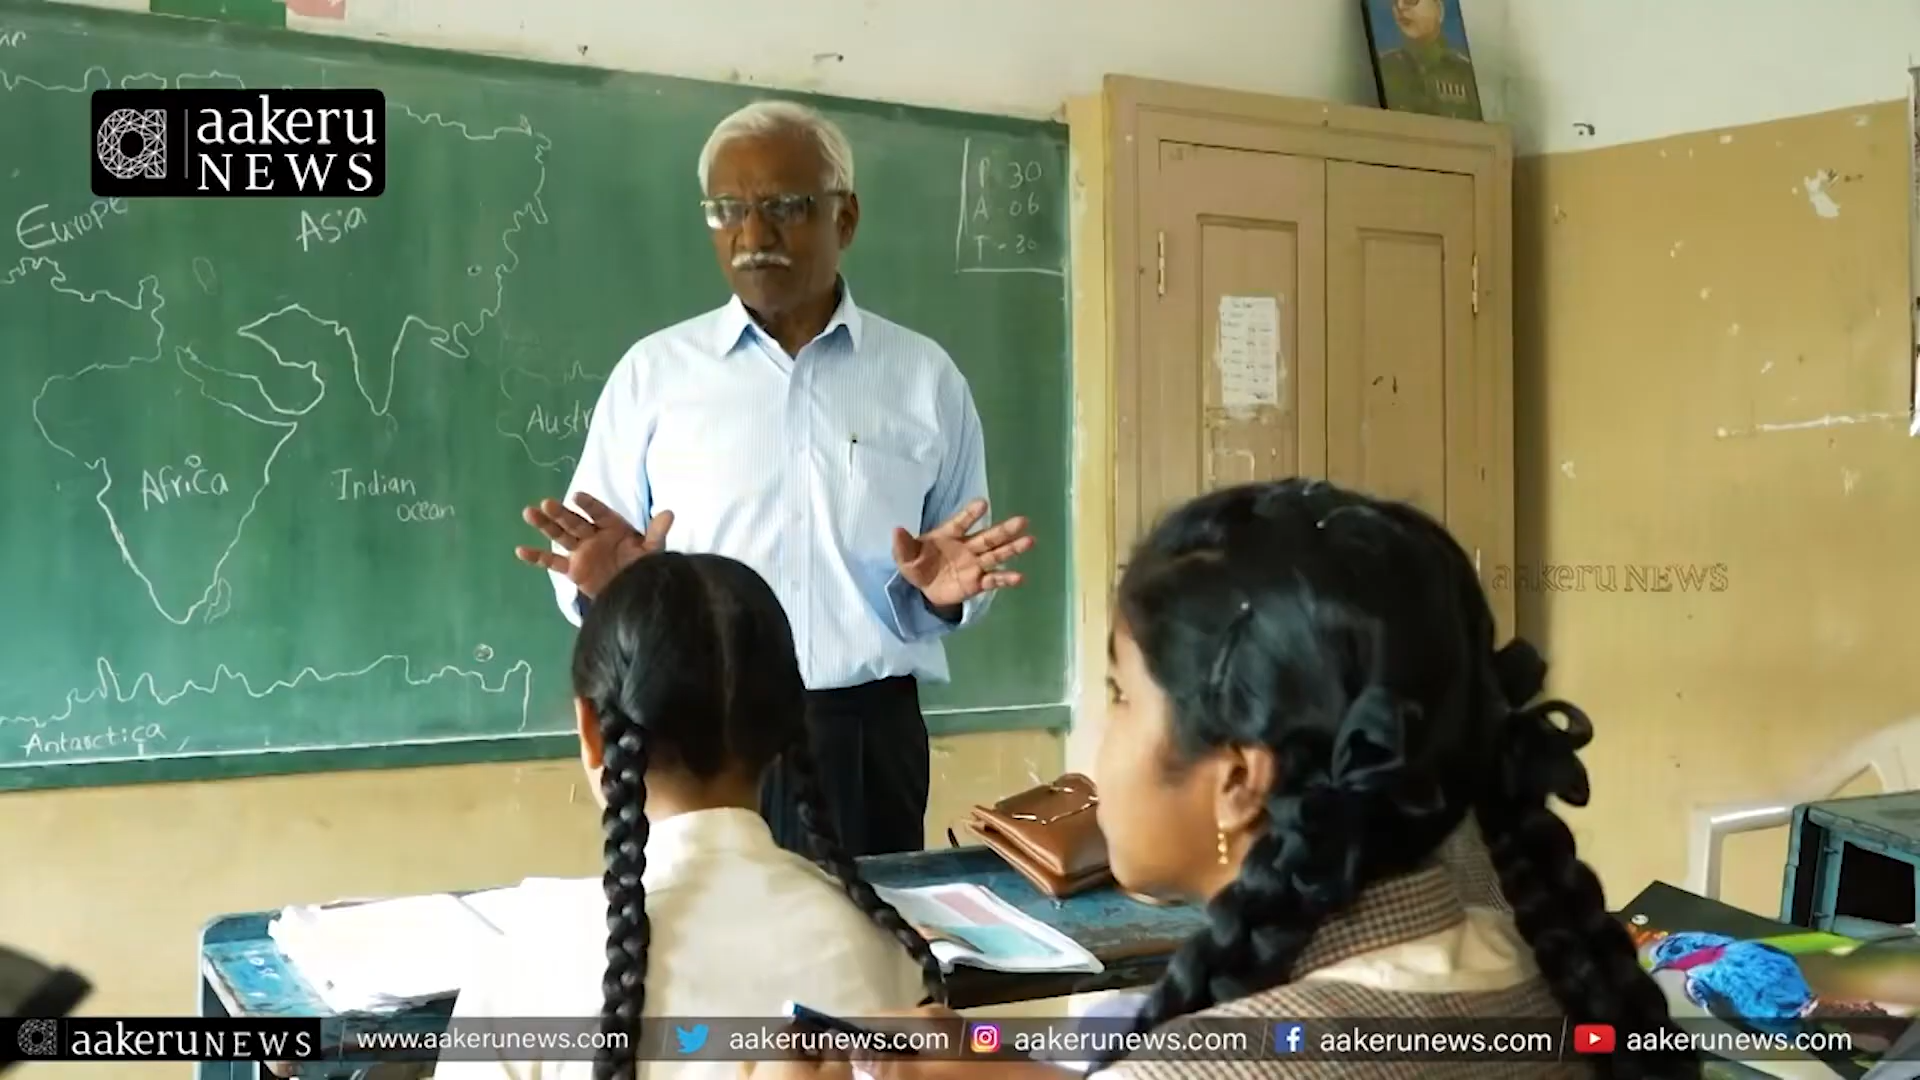 aakeru
NEWS
Europe
Asia
P 30
A - 06
T - 30
Africa
Indian
ocean
Austr
Antarctica
aakeru NEWS
aakeru NEWS
www.aakerunews.com
aakerunews.com
aakerunews.com
aakerunews.com
aakerunews.com